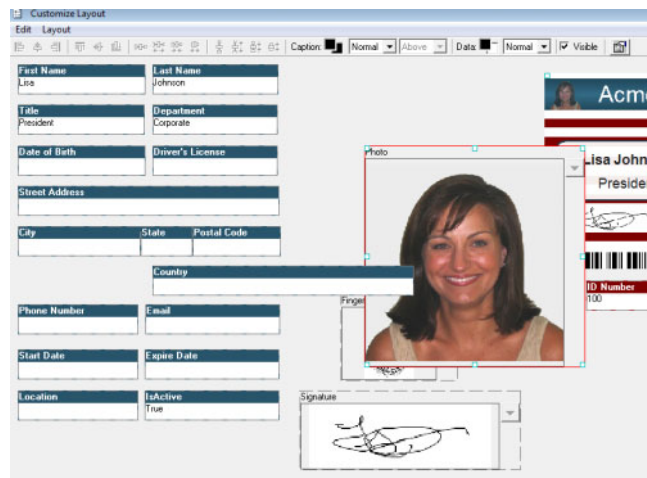 Customize Layout
Edit Layout
Caption: Normal Above Data: Normal Visible
First Name Last Name
Lisa Johnson
Title Department
President Corporate
Date of Birth Driver's License
Street Address
City State Postal Code
Country
Phone Number Email
Start Date Expire Date
Location IsActive
True
Photo
Finger
Signature
Acme
Lisa John
Preside
ID Number
100